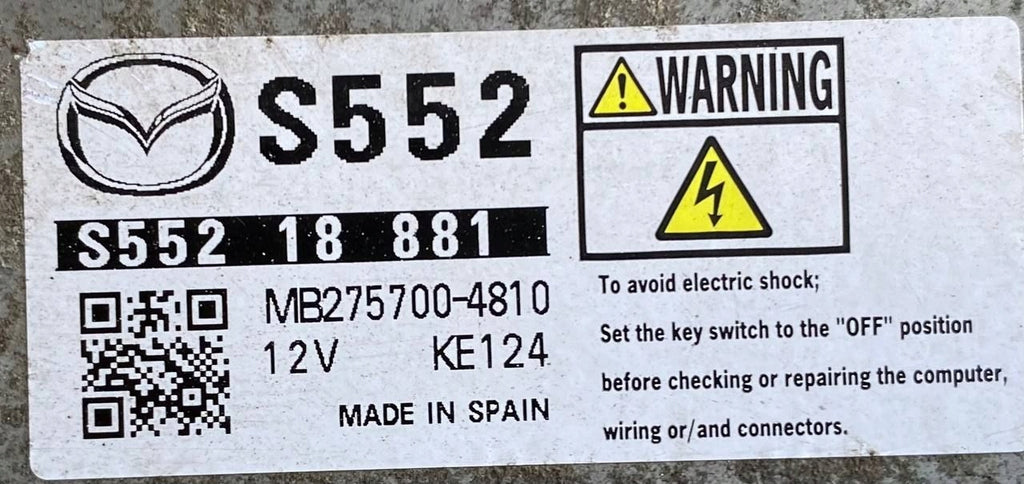 S552
S552 18 881
MB275700-4810
12V KE124
MADE IN SPAIN
WARNING
To avoid electric shock;
Set the key switch to the "OFF" position
before checking or repairing the computer,
wiring or/and connectors.